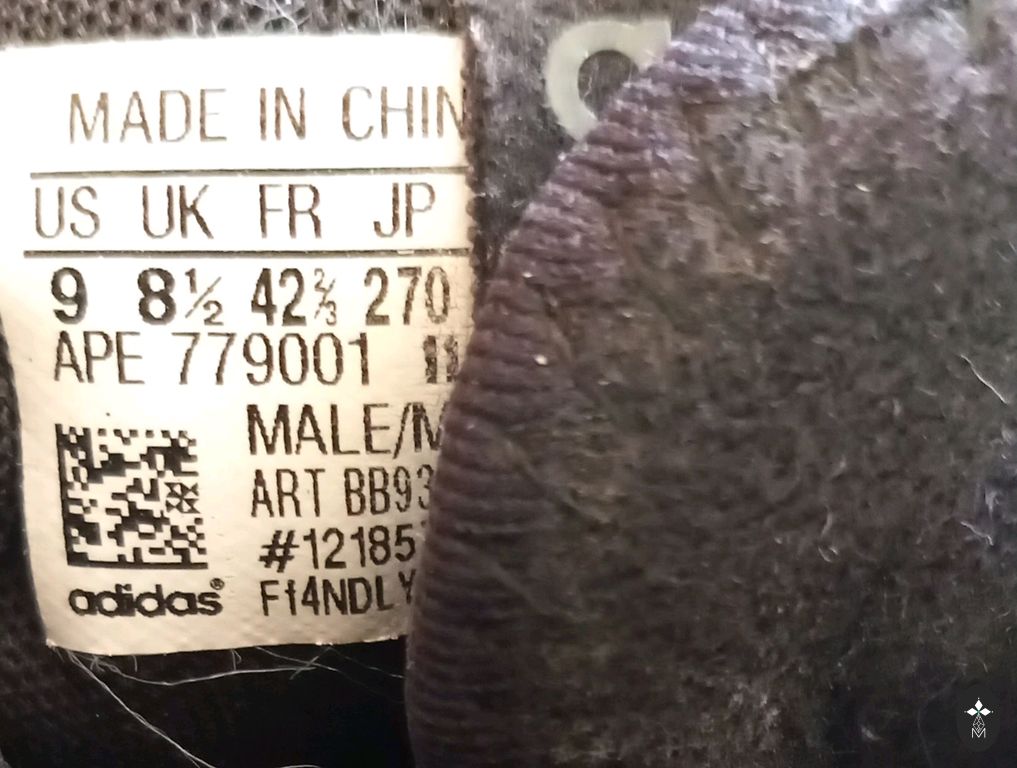 MADE IN CHIN
US UK FR JP
9 8½ 42⅔ 270
APE 779001 11
MALE/M
ART BB93
#12185
F14NDLY
adidas®
M